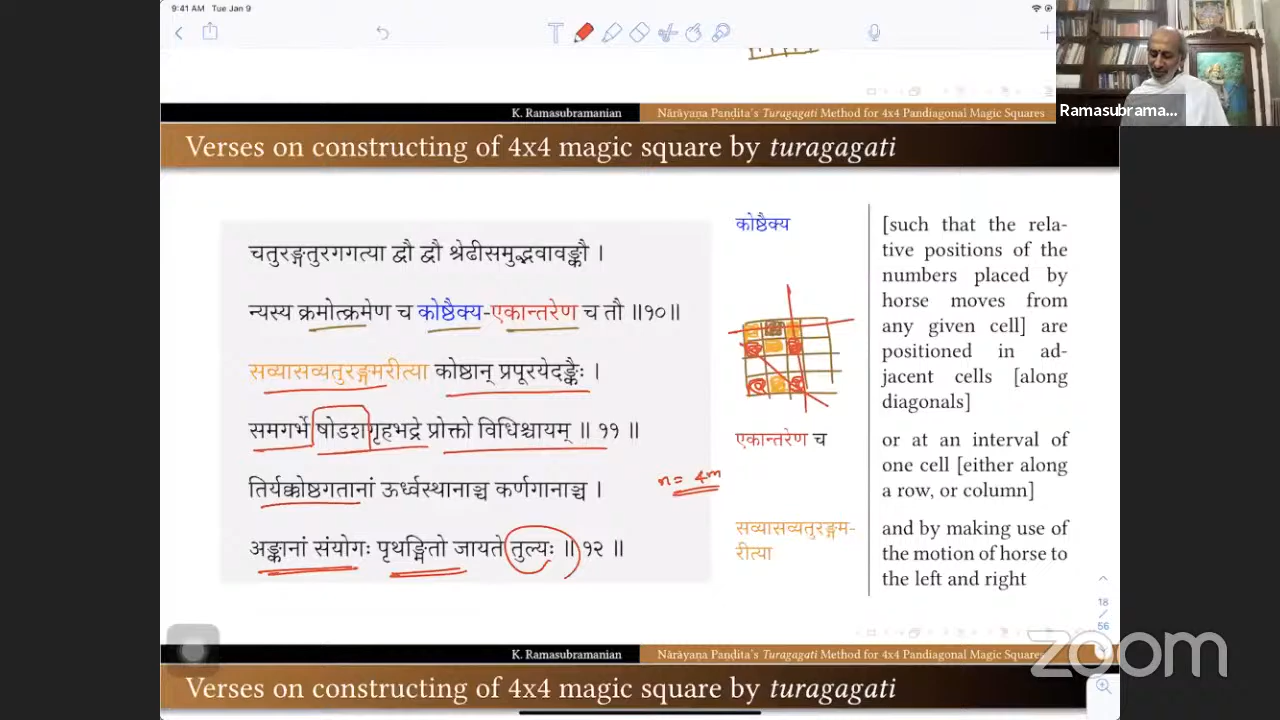 9:41 AM Tue Jan 9
Ramasubrama...
K. Ramasubramanian
Nārāyaṇa Paṇḍita's Turagagati Method for 4x4 Pandiagonal Magic Squares
Verses on constructing of 4x4 magic square by turagagati
चतुरङ्गतुरगगत्या द्वौ द्वौ श्रेढीसमुद्भवावङ्कौ ।
न्यस्य क्रमोत्क्रमेण च कोष्ठैक्य-एकान्तरेण च तौ ॥१०॥
सव्यासव्यतुरङ्गमरीत्या कोष्ठान् प्रपूरयेदङ्कैः ।
समगर्भे षोडशगृहभद्रे प्रोक्तो विधिश्चायम् ॥ ११ ॥
तिर्यक्कोष्ठगतानां ऊर्ध्वस्थानाञ्च कर्णगानाञ्च ।
अङ्कानां संयोगः पृथङ्मितो जायते तुल्यः ॥ १२ ॥
n = 4m
कोष्ठैक्य
[such that the rela-
tive positions of the
numbers placed by
horse moves from
any given cell] are
positioned in ad-
jacent cells [along
diagonals]
एकान्तरेण च
or at an interval of
one cell [either along
a row, or column]
सव्यासव्यतुरङ्गम-
रीत्या
and by making use of
the motion of horse to
the left and right
18
/
56
zoom
K. Ramasubramanian
Nārāyaṇa Paṇḍita's Turagagati Method for 4x4 Pandiagonal Magic Squares
Verses on constructing of 4x4 magic square by turagagati